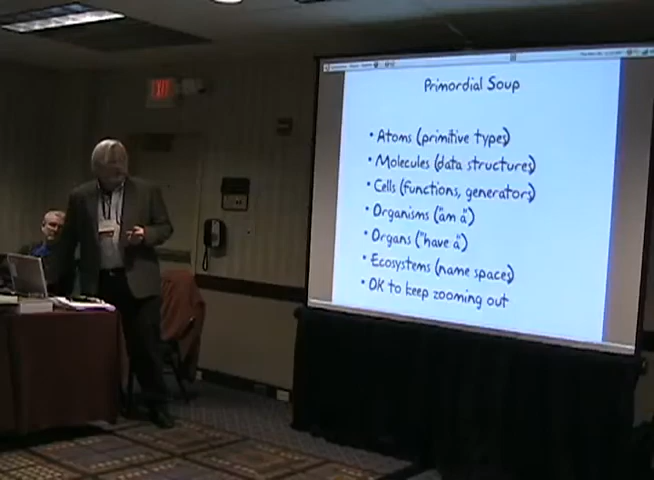 EXIT
Primordial Soup
• Atoms (primitive types)
• Molecules (data structures)
• Cells (functions, generators)
• Organisms ("am a")
• Organs ("have a")
• Ecosystems (name spaces)
• OK to keep zooming out